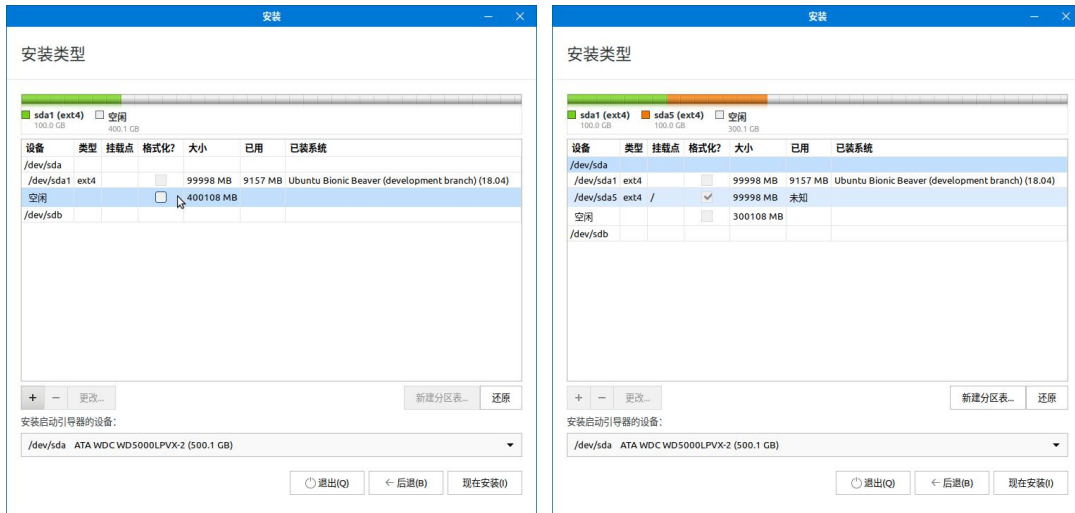 安装
安装类型
sda1 (ext4) 空闲
100.0 GB 400.1 GB
设备 类型 挂载点 格式化? 大小 已用 已装系统
/dev/sda
/dev/sda1 ext4 99998 MB 9157 MB Ubuntu Bionic Beaver (development branch) (18.04)
空闲 400108 MB
/dev/sdb
+ − 更改... 新建分区表... 还原
安装启动引导器的设备：
/dev/sda ATA WDC WD5000LPVX-2 (500.1 GB)
退出(Q) ←后退(B) 现在安装(I)
安装
安装类型
sda1 (ext4) sda5 (ext4) 空闲
100.0 GB 100.0 GB 300.1 GB
设备 类型 挂载点 格式化? 大小 已用 已装系统
/dev/sda
/dev/sda1 ext4 99998 MB 9157 MB Ubuntu Bionic Beaver (development branch) (18.04)
/dev/sda5 ext4 / 99998 MB 未知
空闲 300108 MB
/dev/sdb
+ − 更改... 新建分区表... 还原
安装启动引导器的设备：
/dev/sda ATA WDC WD5000LPVX-2 (500.1 GB)
退出(Q) ←后退(B) 现在安装(I)